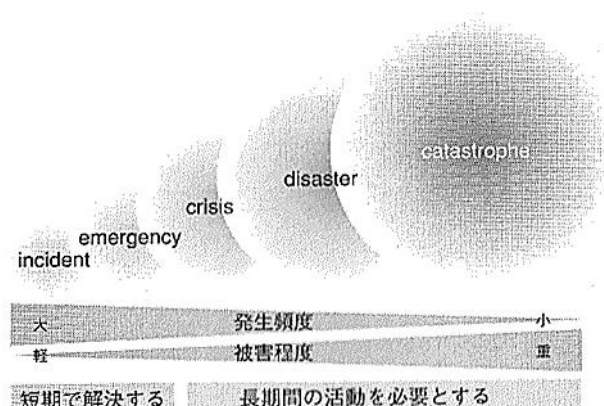 catastrophe
disaster
crisis
emergency
incident
大 発生頻度 小
軽 被害程度 重
短期で解決する 長期間の活動を必要とする